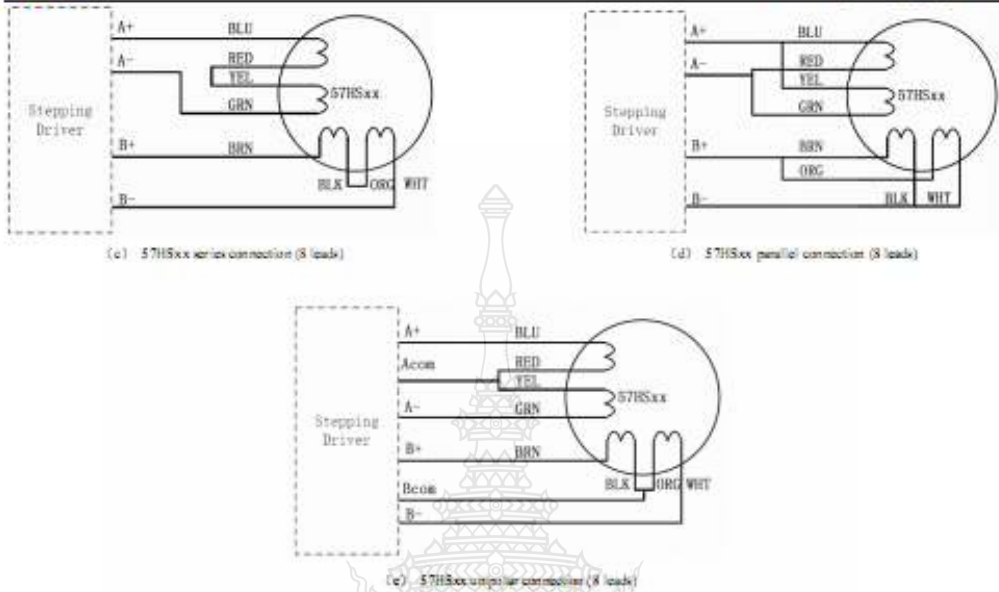 A+ BLU
RED
A-
YEL
57HSxx
GRN
Stepping
Driver
B+ BRN
BLK ORG WHT
B-
(c) 57HSxx series connection (8 leads)
A+ BLU
RED
A-
YEL
57HSxx
GRN
Stepping
Driver
B+ BRN
ORG
BLK WHT
B-
(d) 57HSxx parallel connection (8 leads)
A+ BLU
Acom RED
YEL
57HSxx
A- GRN
Stepping
Driver
B+ BRN
BLK ORG WHT
Bcom
B-
(e) 57HSxx unipolar connection (8 leads)